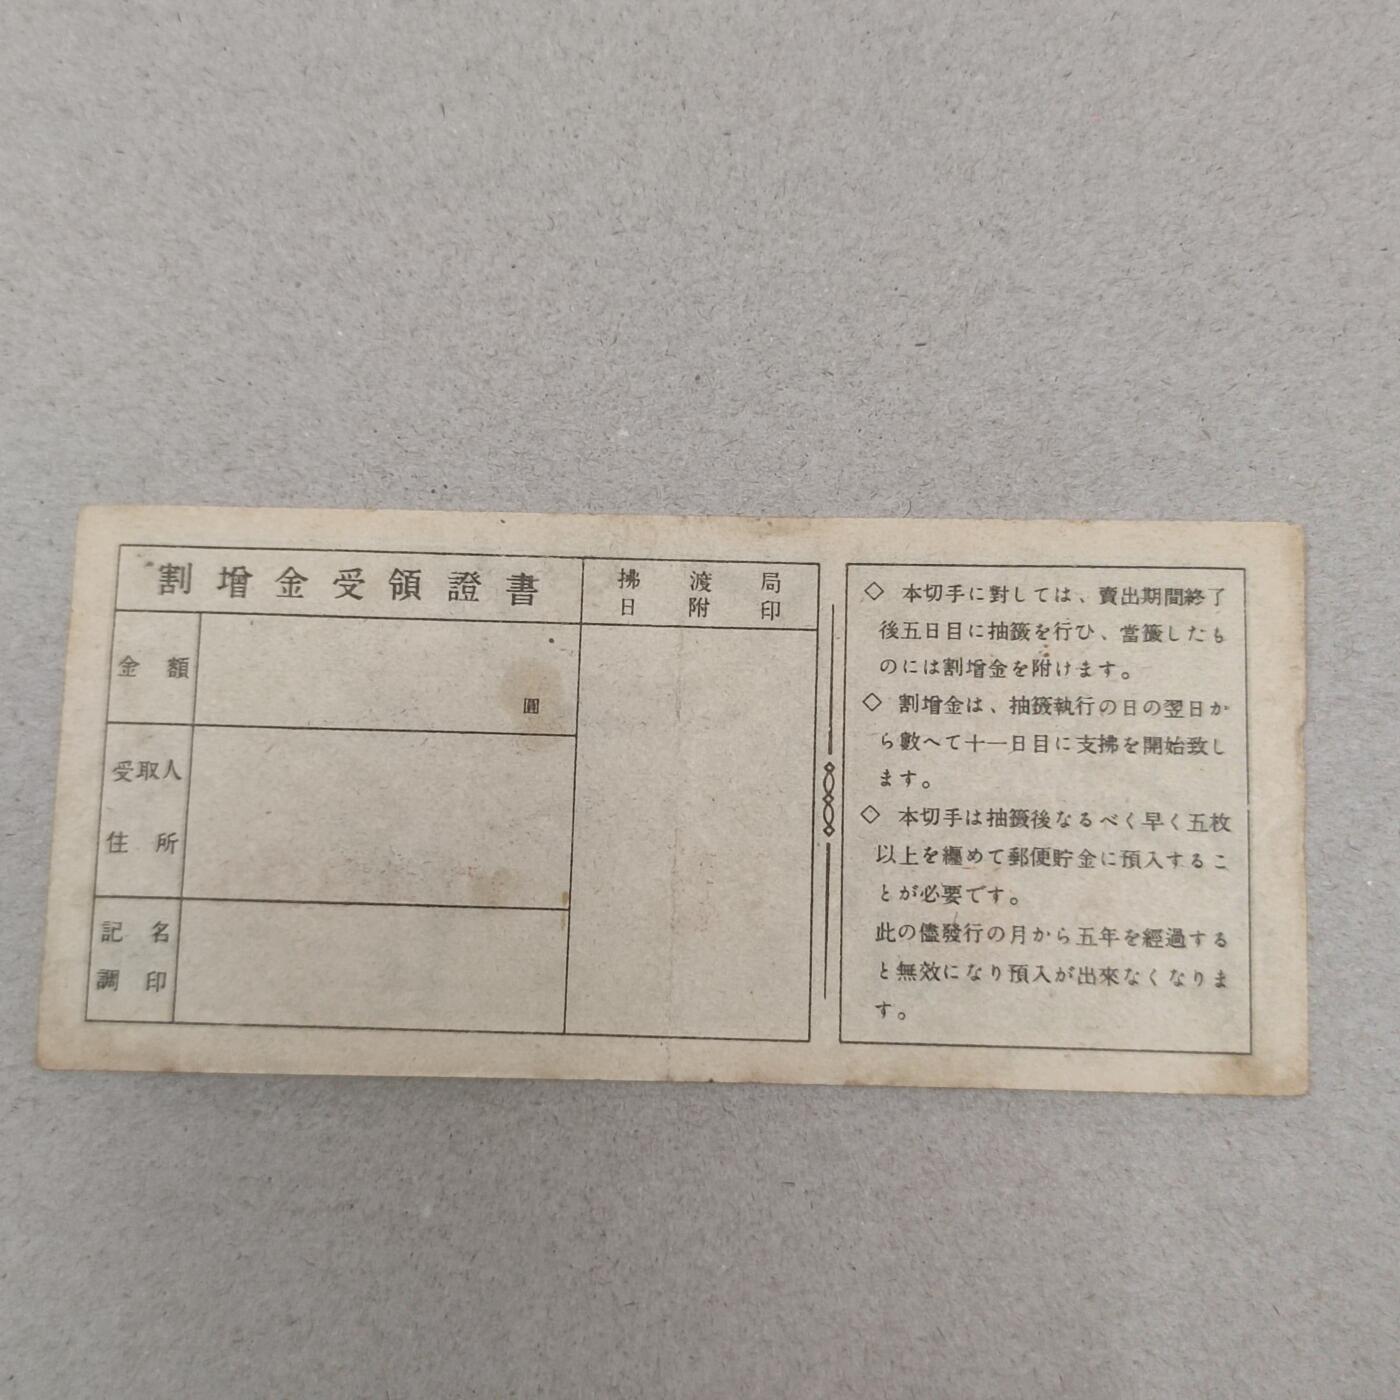 割增金受領證書
拂渡局
日附印
金額
圓
受取人
住所
記名
調印
◇ 本切手に對しては、賣出期間終了
後五日目に抽籤を行ひ、當籤したも
のには割增金を附けます。
◇ 割增金は、抽籤執行の日の翌日か
ら數へて十一日目に支拂を開始致し
ます。
◇ 本切手は抽籤後なるべく早く五枚
以上を纏めて郵便貯金に預入するこ
とが必要です。
此の儘發行の月から五年を經過する
と無效になり預入が出來なくなりま
す。